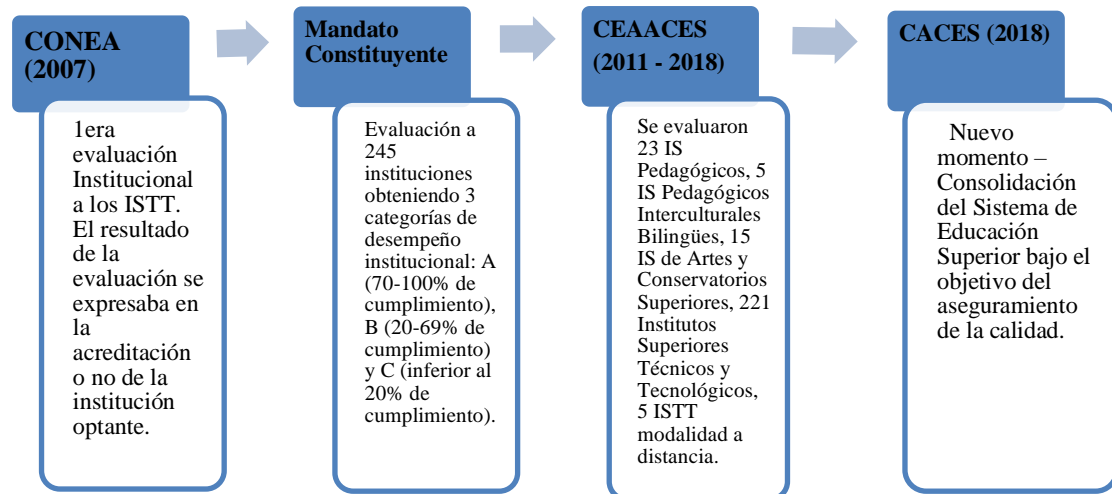 CONEA
(2007)
1era
evaluación
Institucional
a los ISTT.
El resultado
de la
evaluación se
expresaba en
la
acreditación
o no de la
institución
optante.
Mandato
Constituyente
Evaluación a
245
instituciones
obteniendo 3
categorías de
desempeño
institucional: A
(70-100% de
cumplimiento),
B (20-69% de
cumplimiento)
y C (inferior al
20% de
cumplimiento).
CEAACES
(2011 - 2018)
Se evaluaron
23 IS
Pedagógicos, 5
IS Pedagógicos
Interculturales
Bilingües, 15
IS de Artes y
Conservatorios
Superiores, 221
Institutos
Superiores
Técnicos y
Tecnológicos,
5 ISTT
modalidad a
distancia.
CACES (2018)
Nuevo
momento –
Consolidación
del Sistema de
Educación
Superior bajo el
objetivo del
aseguramiento
de la calidad.